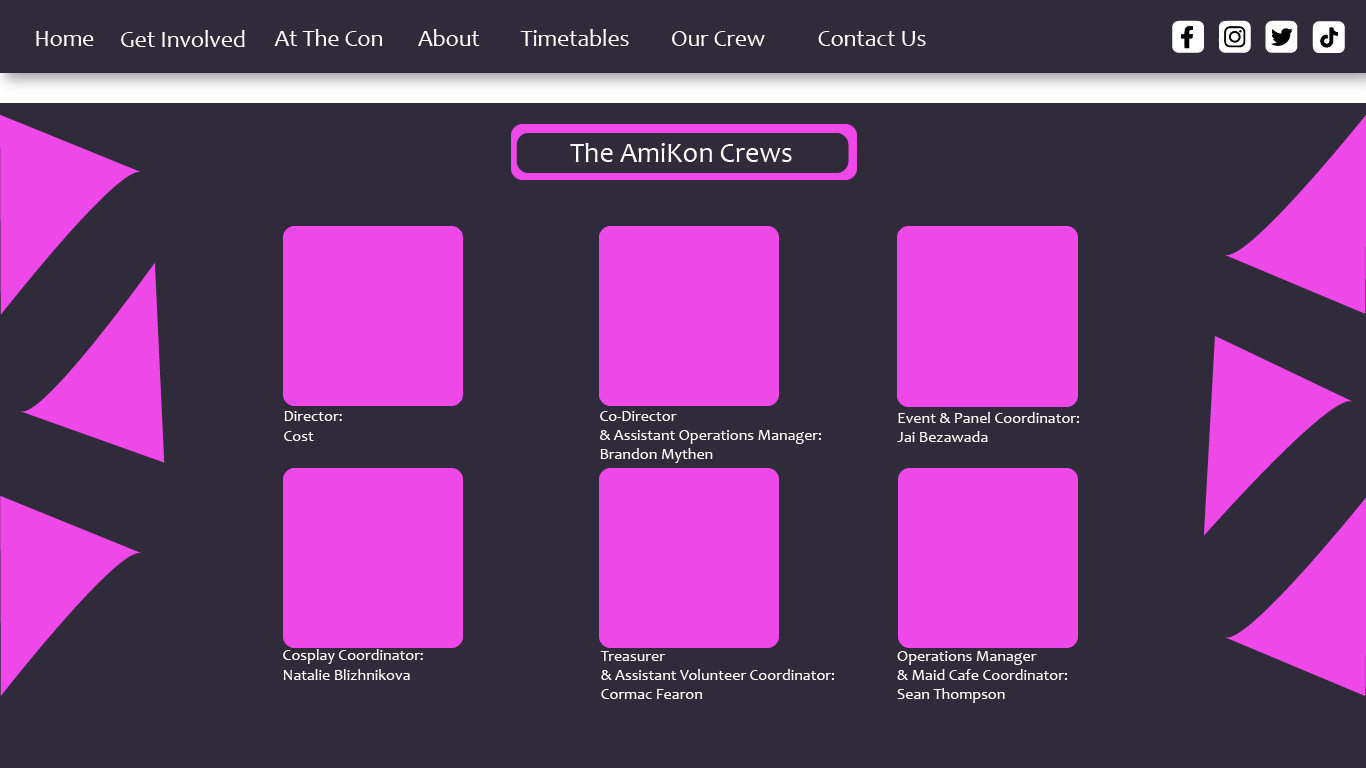 Home Get Involved At The Con About Timetables Our Crew Contact Us
The AmiKon Crews
Director:
Cost
Co-Director
& Assistant Operations Manager:
Brandon Mythen
Event & Panel Coordinator:
Jai Bezawada
Cosplay Coordinator:
Natalie Blizhnikova
Treasurer
& Assistant Volunteer Coordinator:
Cormac Fearon
Operations Manager
& Maid Cafe Coordinator:
Sean Thompson